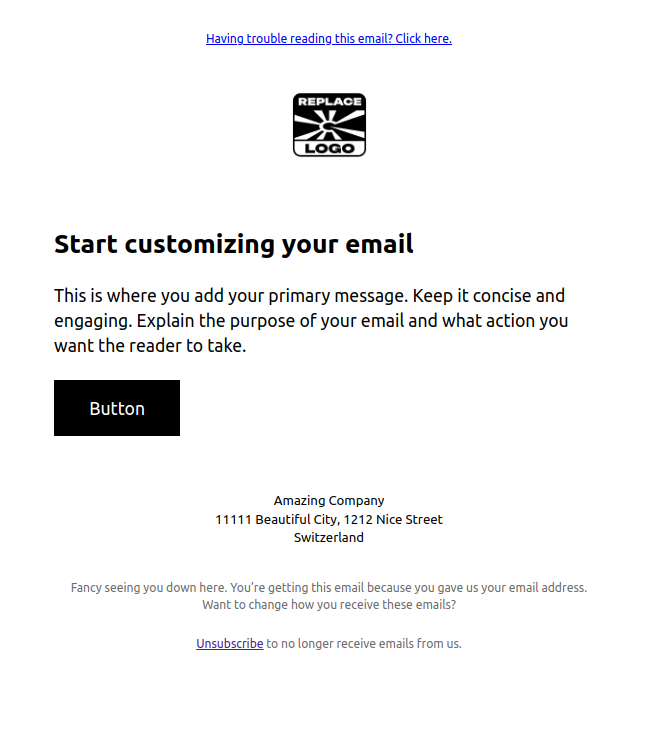 Having trouble reading this email? Click here.
REPLACE
LOGO
Start customizing your email
This is where you add your primary message. Keep it concise and
engaging. Explain the purpose of your email and what action you
want the reader to take.
Button
Amazing Company
11111 Beautiful City, 1212 Nice Street
Switzerland
Fancy seeing you down here. You’re getting this email because you gave us your email address.
Want to change how you receive these emails?
Unsubscribe to no longer receive emails from us.